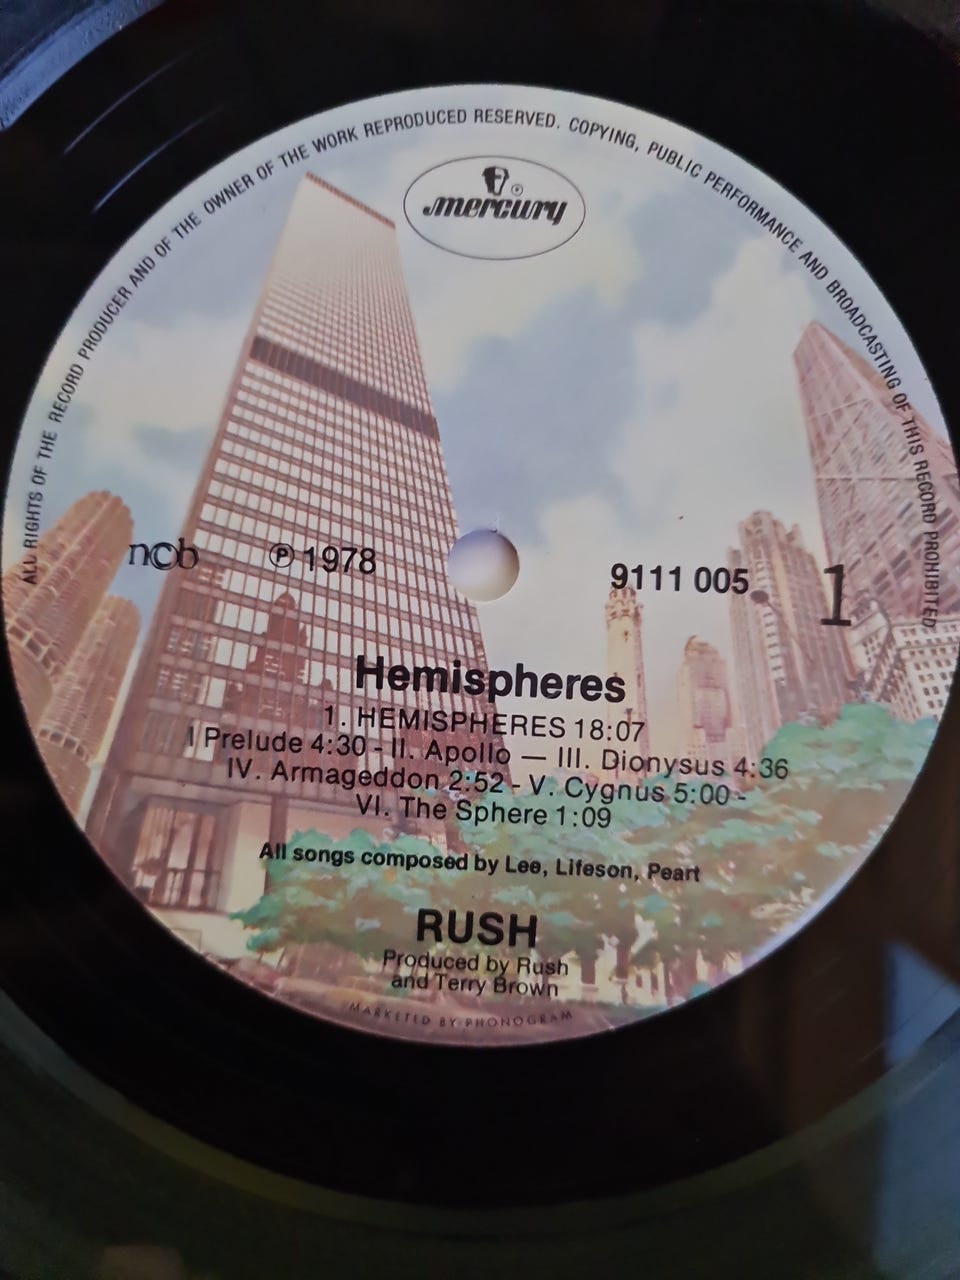 ALL RIGHTS OF THE RECORD PRODUCER AND OF THE OWNER OF THE WORK REPRODUCED RESERVED. COPYING, PUBLIC PERFORMANCE AND BROADCASTING OF THIS RECORD PROHIBITED
mercury
n©b ℗ 1978 9111 005 1
Hemispheres
1. HEMISPHERES 18:07
I Prelude 4:30 - II. Apollo — III. Dionysus 4:36
IV. Armageddon 2:52 - V. Cygnus 5:00 -
VI. The Sphere 1:09
All songs composed by Lee, Lifeson, Peart
RUSH
Produced by Rush
and Terry Brown
MARKETED BY PHONOGRAM